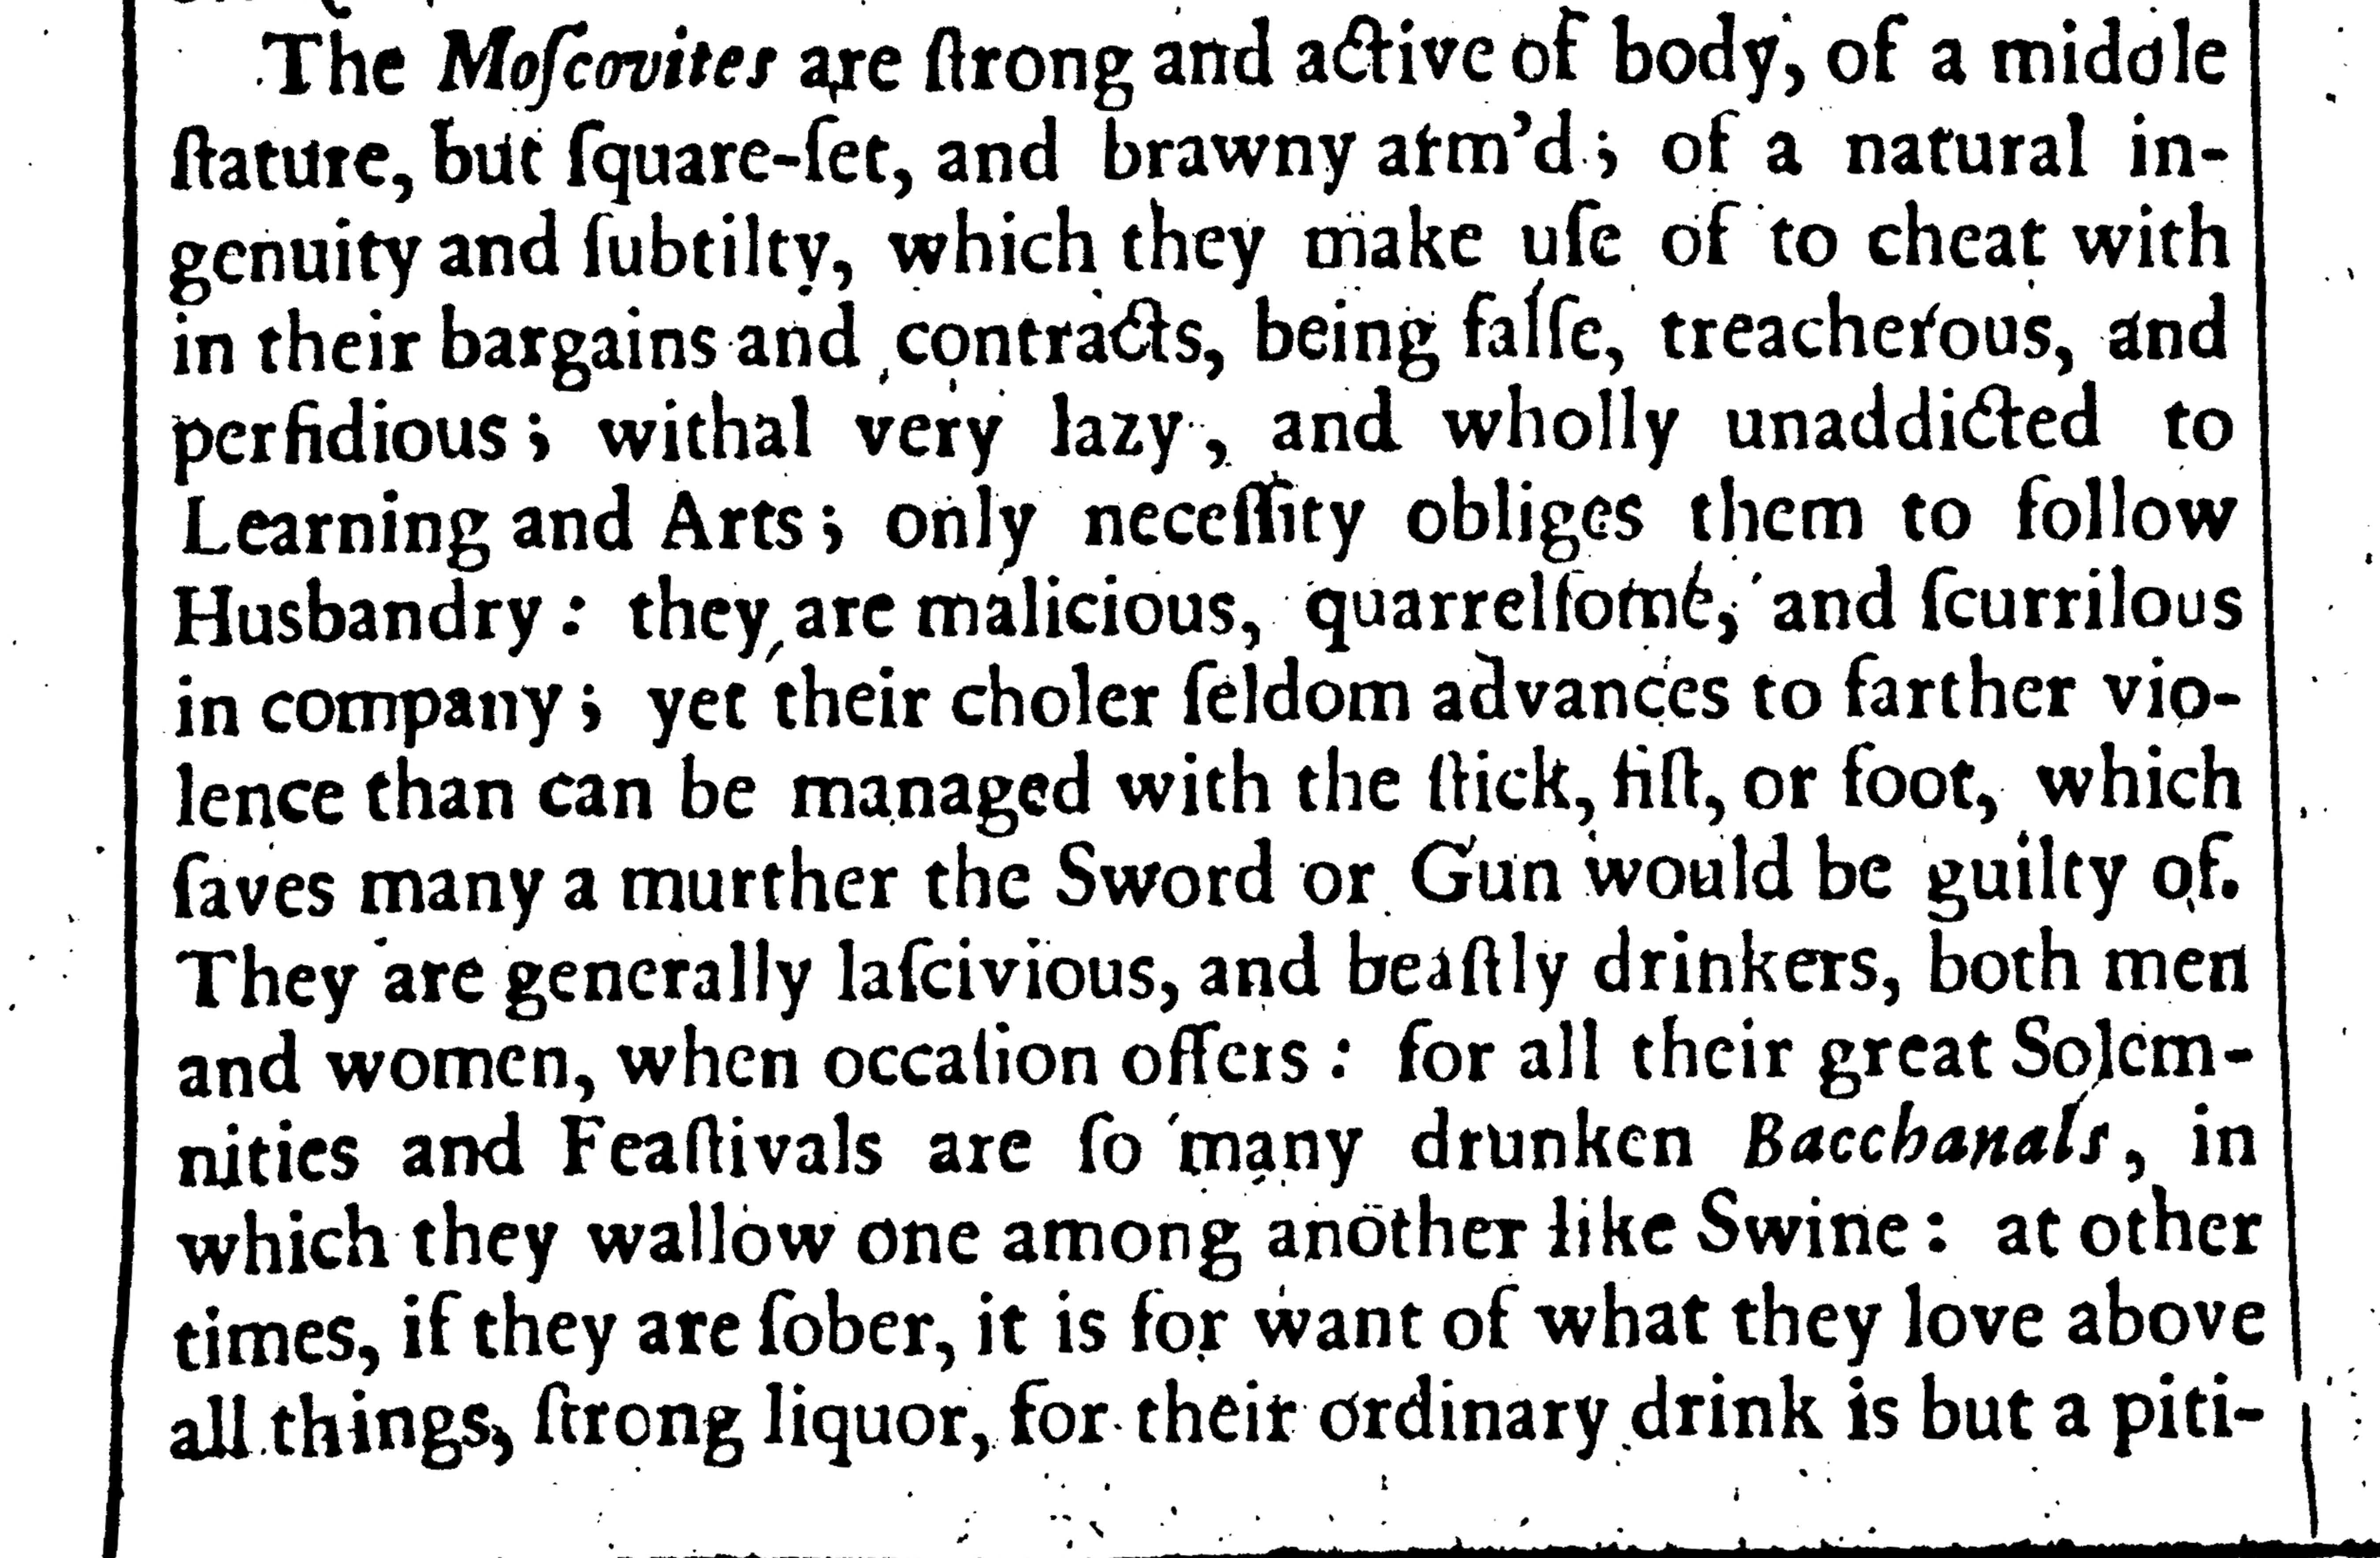 The Moſcovites are ſtrong and active of body, of a middle
ſtature, but ſquare-ſet, and brawny arm'd; of a natural in-
genuity and ſubtilty, which they make uſe of to cheat with
in their bargains and contracts, being falſe, treacherous, and
perfidious; withal very lazy, and wholly unaddicted to
Learning and Arts; only neceſſity obliges them to follow
Husbandry: they are malicious, quarrelſome, and ſcurrilous
in company; yet their choler ſeldom advances to farther vio-
lence than can be managed with the ſtick, fiſt, or foot, which
ſaves many a murther the Sword or Gun would be guilty of.
They are generally laſcivious, and beaſtly drinkers, both men
and women, when occaſion offers: for all their great Solem-
nities and Feaſtivals are ſo many drunken Bacchanals, in
which they wallow one among another like Swine: at other
times, if they are ſober, it is for want of what they love above
all things, ſtrong liquor, for their ordinary drink is but a piti-